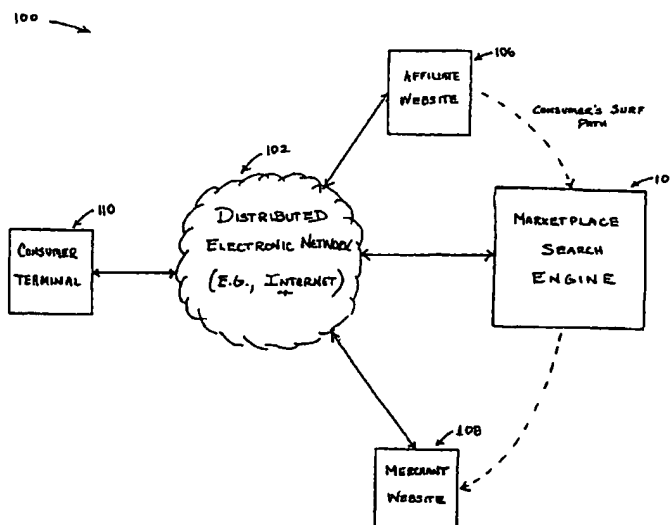 100
106
AFFILIATE
WEBSITE
CONSUMER'S SURF
PATH
102
10
110
DISTRIBUTED
ELECTRONIC NETWORK
(E.G., INTERNET)
MARKETPLACE
SEARCH
ENGINE
CONSUMER
TERMINAL
108
MERCHANT
WEBSITE